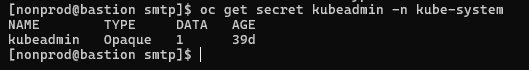 [nonprod@bastion smtp]$ oc get secret kubeadmin -n kube-system
NAME        TYPE     DATA   AGE
kubeadmin   Opaque   1      39d
[nonprod@bastion smtp]$